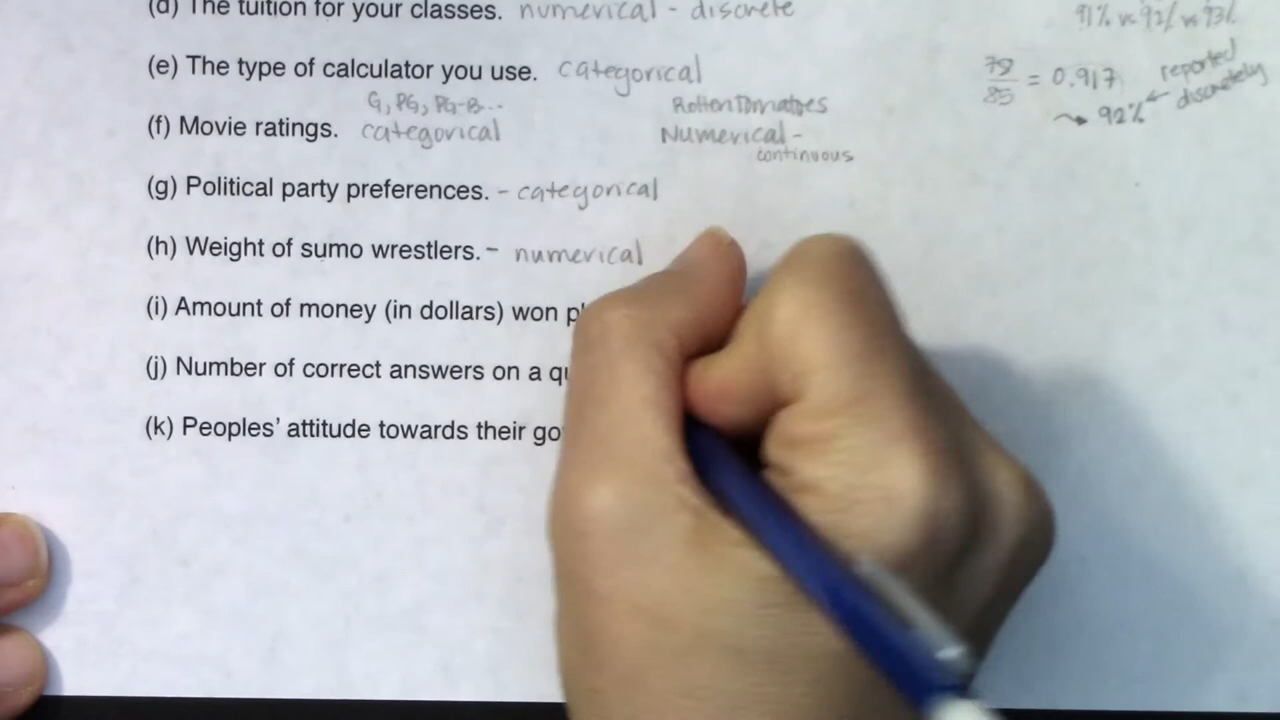 (d) The tuition for your classes. numerical - discrete
91% vs 92% vs 93%
(e) The type of calculator you use. categorical
= 0.917
85
reported
discretely
→ 92% ←
G, PG, PG-13...
Rotten Tomatoes
(f) Movie ratings. categorical
Numerical -
continuous
(g) Political party preferences. - categorical
(h) Weight of sumo wrestlers. - numerical
(i) Amount of money (in dollars) won
(j) Number of correct answers on a
(k) Peoples' attitude towards their